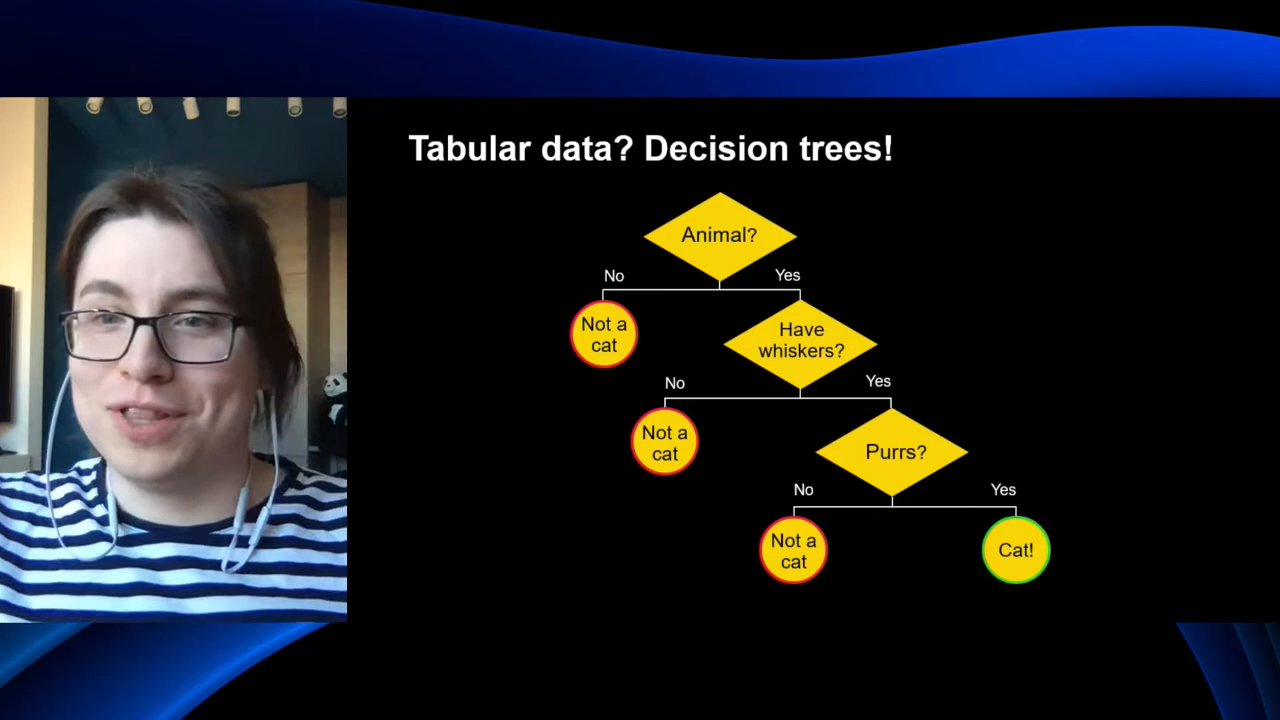 Tabular data? Decision trees!
Animal?
No
Yes
Not a
cat
Have
whiskers?
No
Yes
Not a
cat
Purrs?
No
Yes
Not a
cat
Cat!